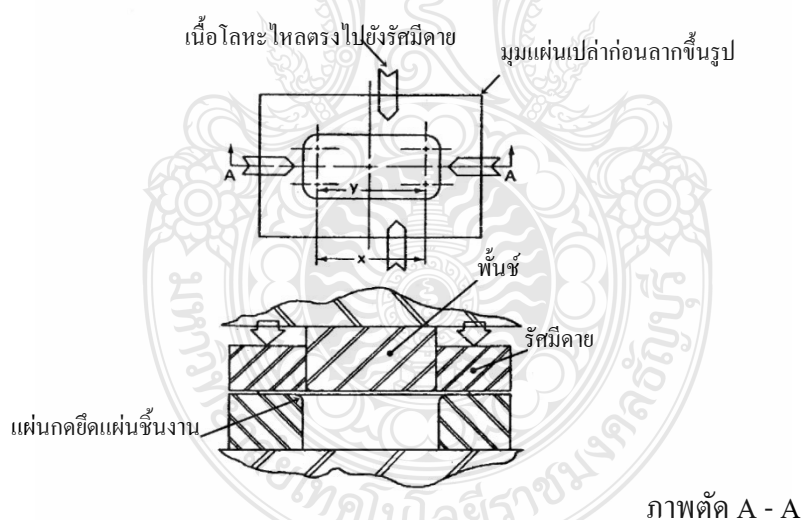 เนื้อโลหะไหลตรงไปยังรัศมีดาย
มุมแผ่นเปล่าก่อนลากขึ้นรูป
A
A
y
x
พั้นช์
รัศมีดาย
แผ่นกดยึดแผ่นชิ้นงาน
ภาพตัด A - A